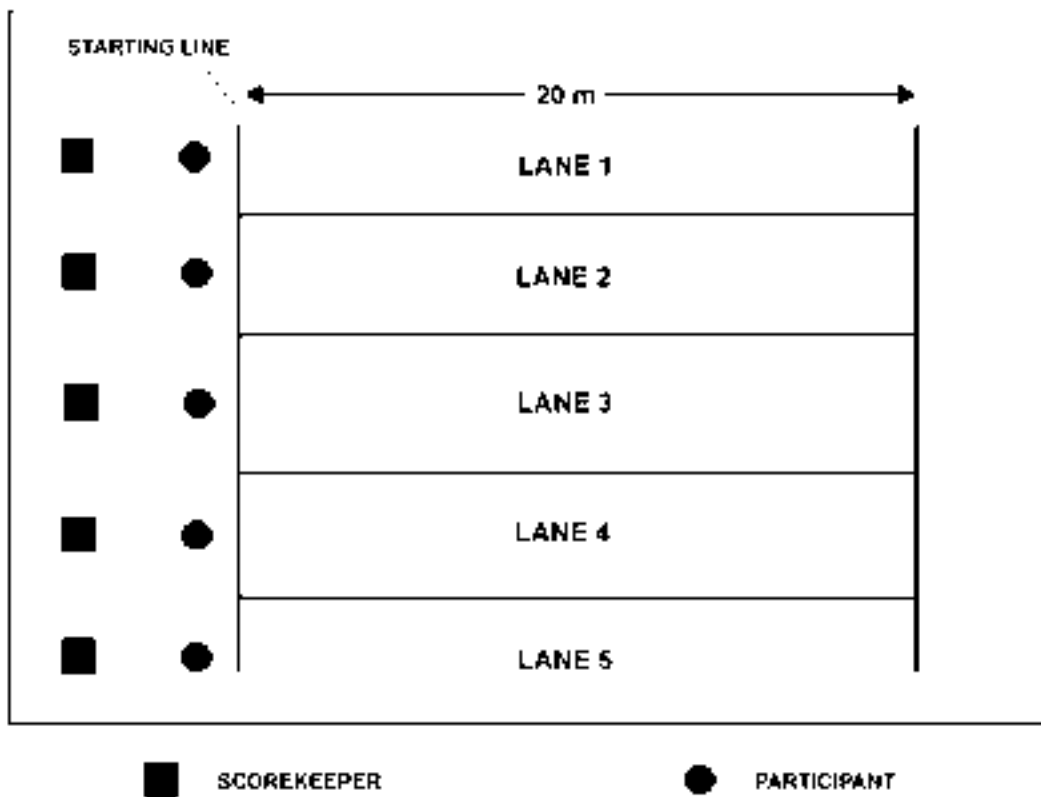 STARTING LINE
20 m
LANE 1
LANE 2
LANE 3
LANE 4
LANE 5
SCOREKEEPER
PARTICIPANT